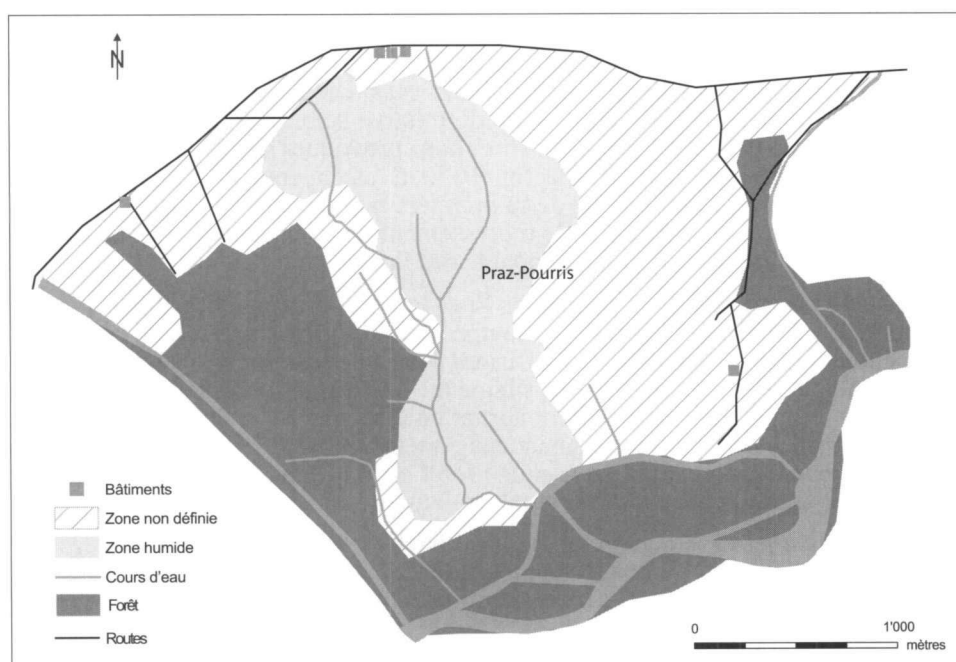 N
Praz-Pourris
Bâtiments
Zone non définie
Zone humide
Cours d'eau
Forêt
Routes
0 1'000
mètres